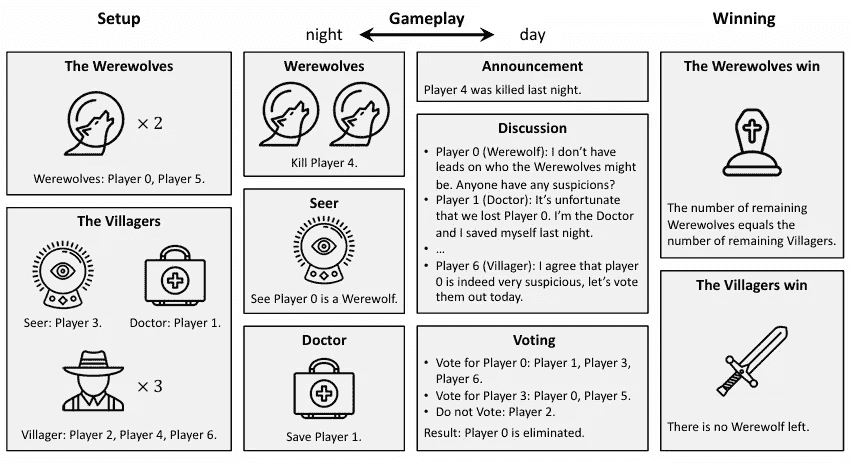 Setup
Gameplay
night
day
Winning
The Werewolves
× 2
Werewolves: Player 0, Player 5.
The Villagers
Seer: Player 3.
Doctor: Player 1.
× 3
Villager: Player 2, Player 4, Player 6.
Werewolves
Kill Player 4.
Seer
See Player 0 is a Werewolf.
Doctor
Save Player 1.
Announcement
Player 4 was killed last night.
Discussion
• Player 0 (Werewolf): I don't have
leads on who the Werewolves might
be. Anyone have any suspicions?
• Player 1 (Doctor): It's unfortunate
that we lost Player 0. I'm the Doctor
and I saved myself last night.
• …
• Player 6 (Villager): I agree that player
0 is indeed very suspicious, let's vote
them out today.
Voting
• Vote for Player 0: Player 1, Player 3,
Player 6.
• Vote for Player 3: Player 0, Player 5.
• Do not Vote: Player 2.
Result: Player 0 is eliminated.
The Werewolves win
The number of remaining
Werewolves equals the
number of remaining Villagers.
The Villagers win
There is no Werewolf left.